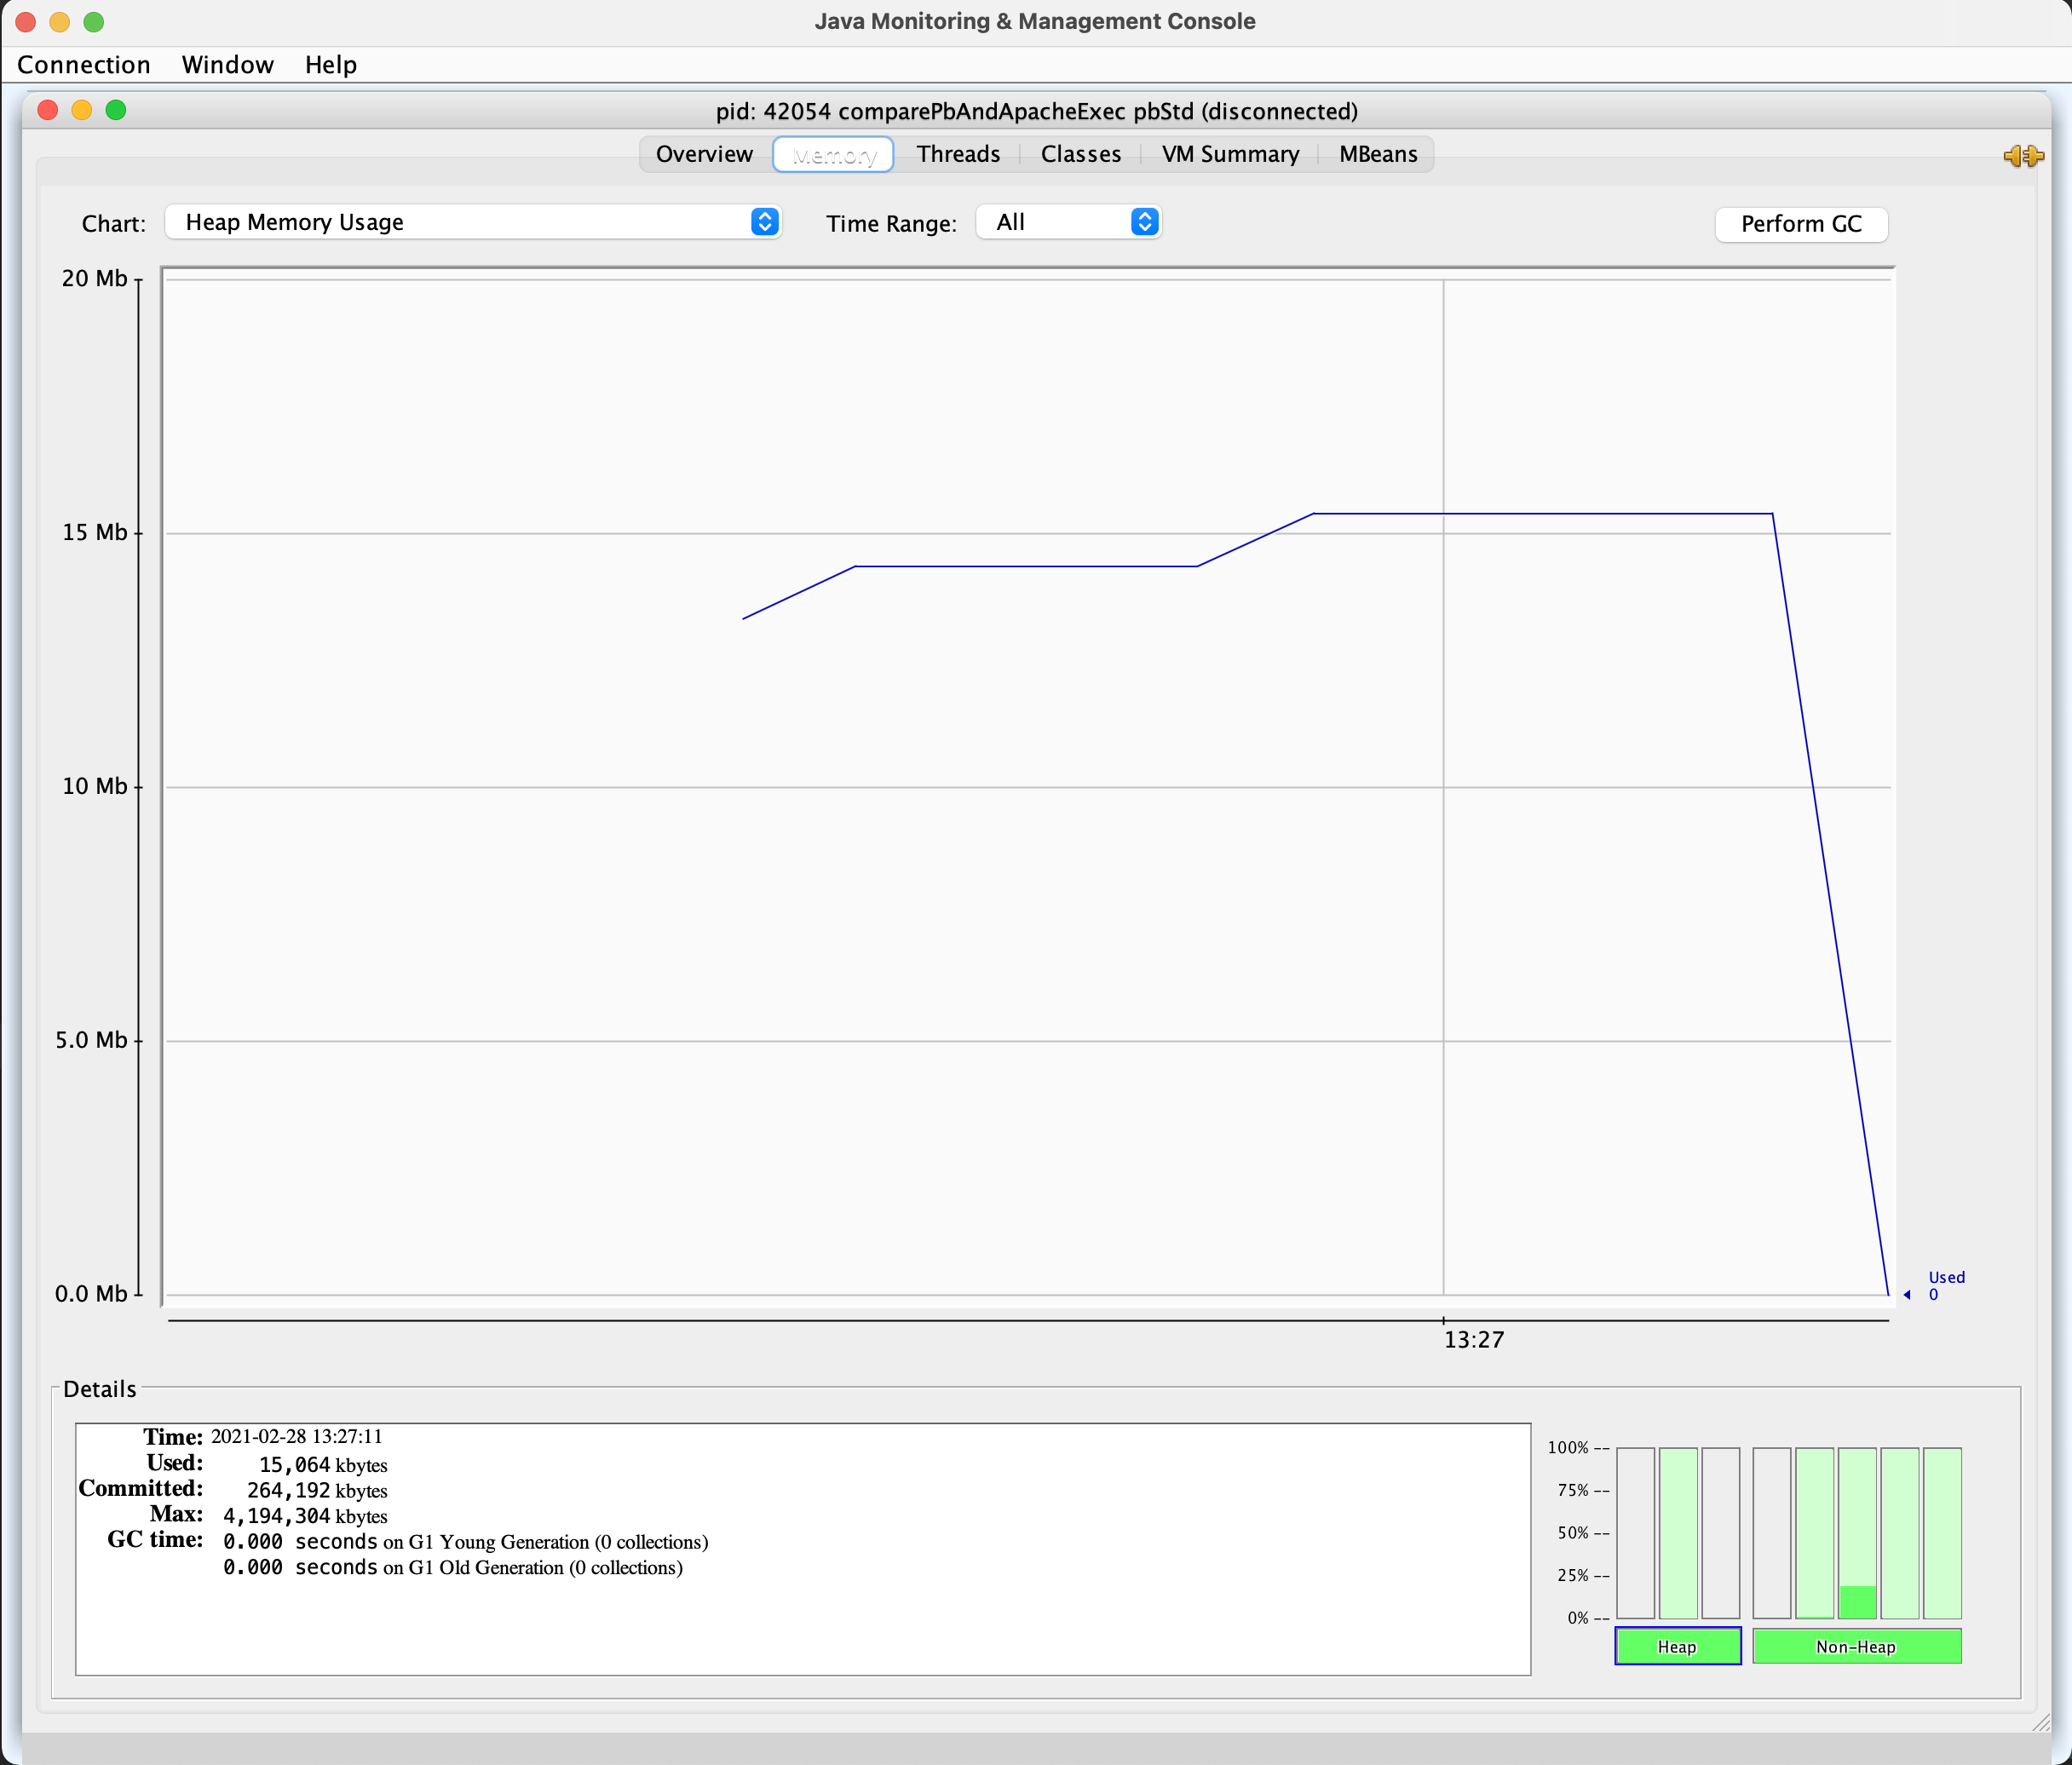 Java Monitoring & Management Console
Connection Window Help
pid: 42054 comparePbAndApacheExec pbStd (disconnected)
Overview Memory Threads Classes VM Summary MBeans
Chart: Heap Memory Usage Time Range: All Perform GC
20 Mb
15 Mb
10 Mb
5.0 Mb
0.0 Mb
Used
0
13:27
Details
Time: 2021-02-28 13:27:11
Used: 15,064 kbytes
Committed: 264,192 kbytes
Max: 4,194,304 kbytes
GC time: 0.000 seconds on G1 Young Generation (0 collections)
0.000 seconds on G1 Old Generation (0 collections)
100% --
75% --
50% --
25% --
0% --
Heap Non-Heap